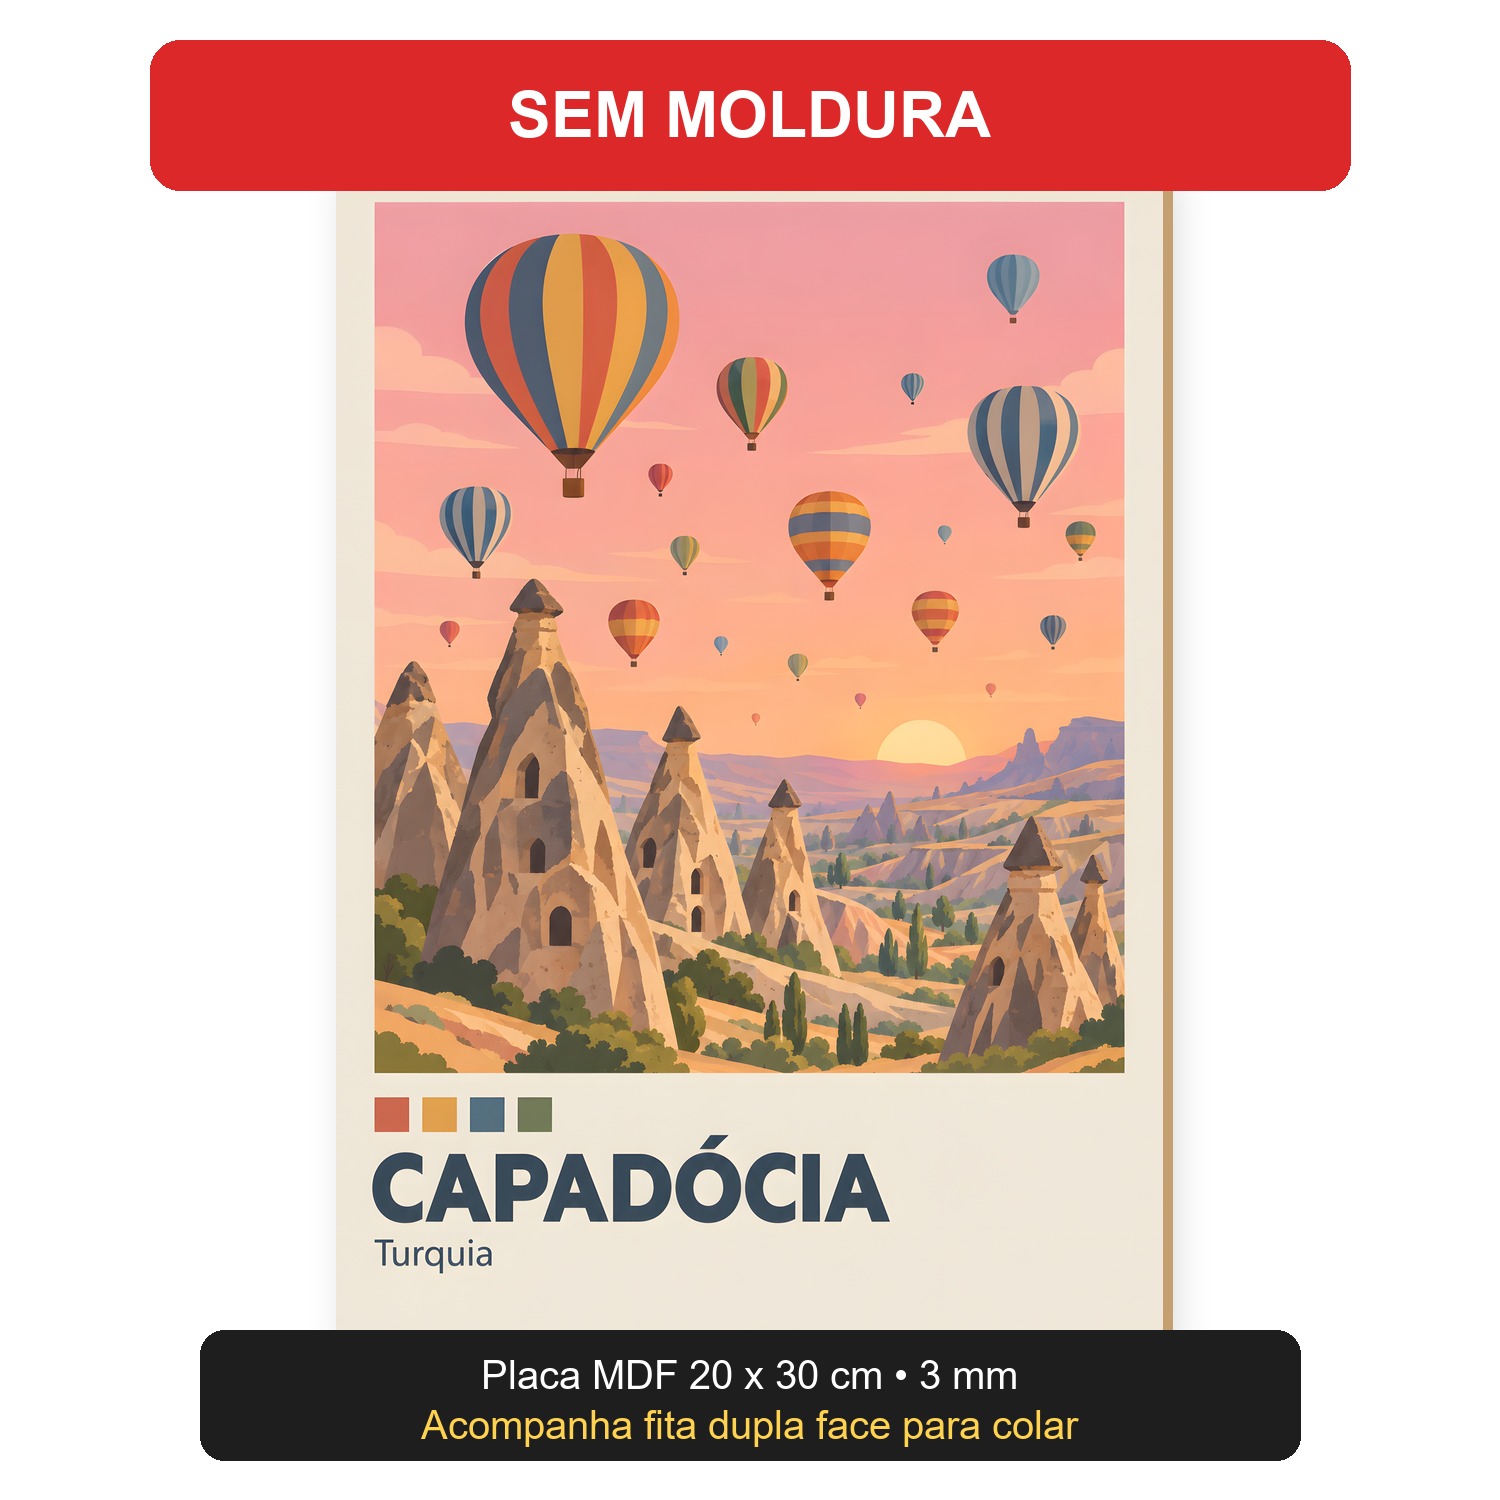 SEM MOLDURA
CAPADÓCIA
Turquia
Placa MDF 20 x 30 cm • 3 mm
Acompanha fita dupla face para colar